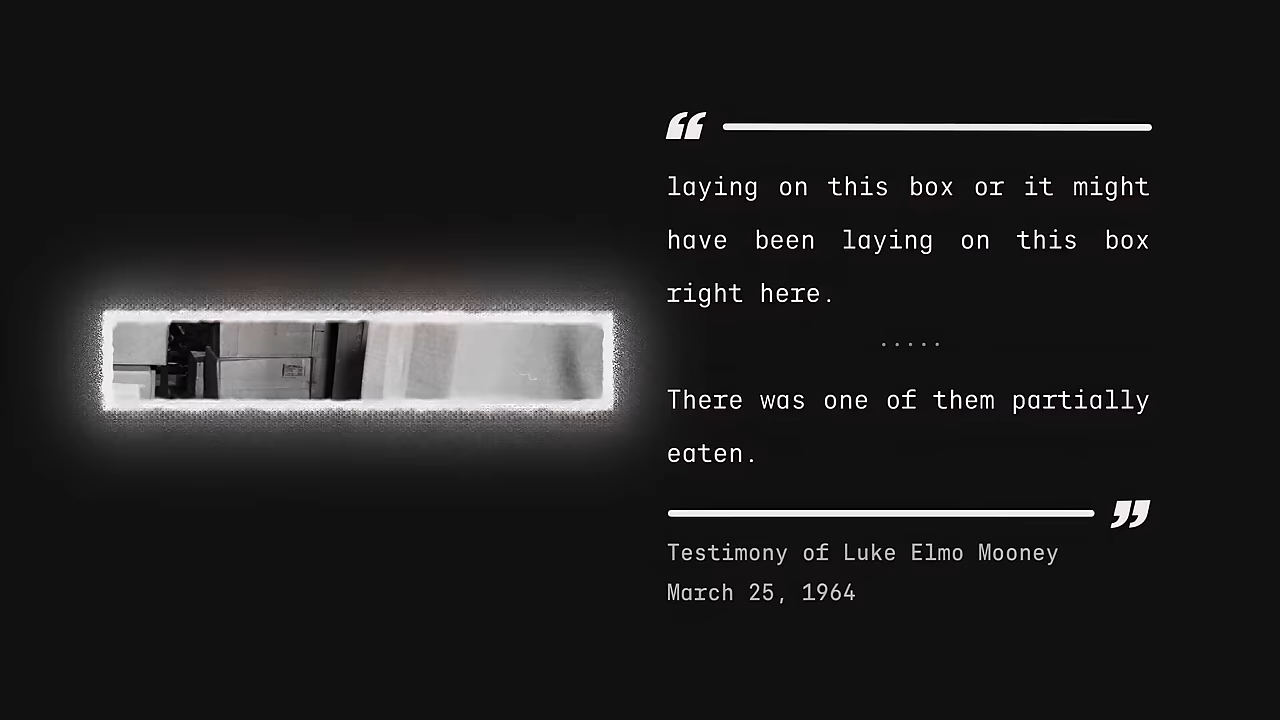 “
laying on this box or it might
have been laying on this box
right here.
.....
There was one of them partially
eaten.
”
Testimony of Luke Elmo Mooney
March 25, 1964